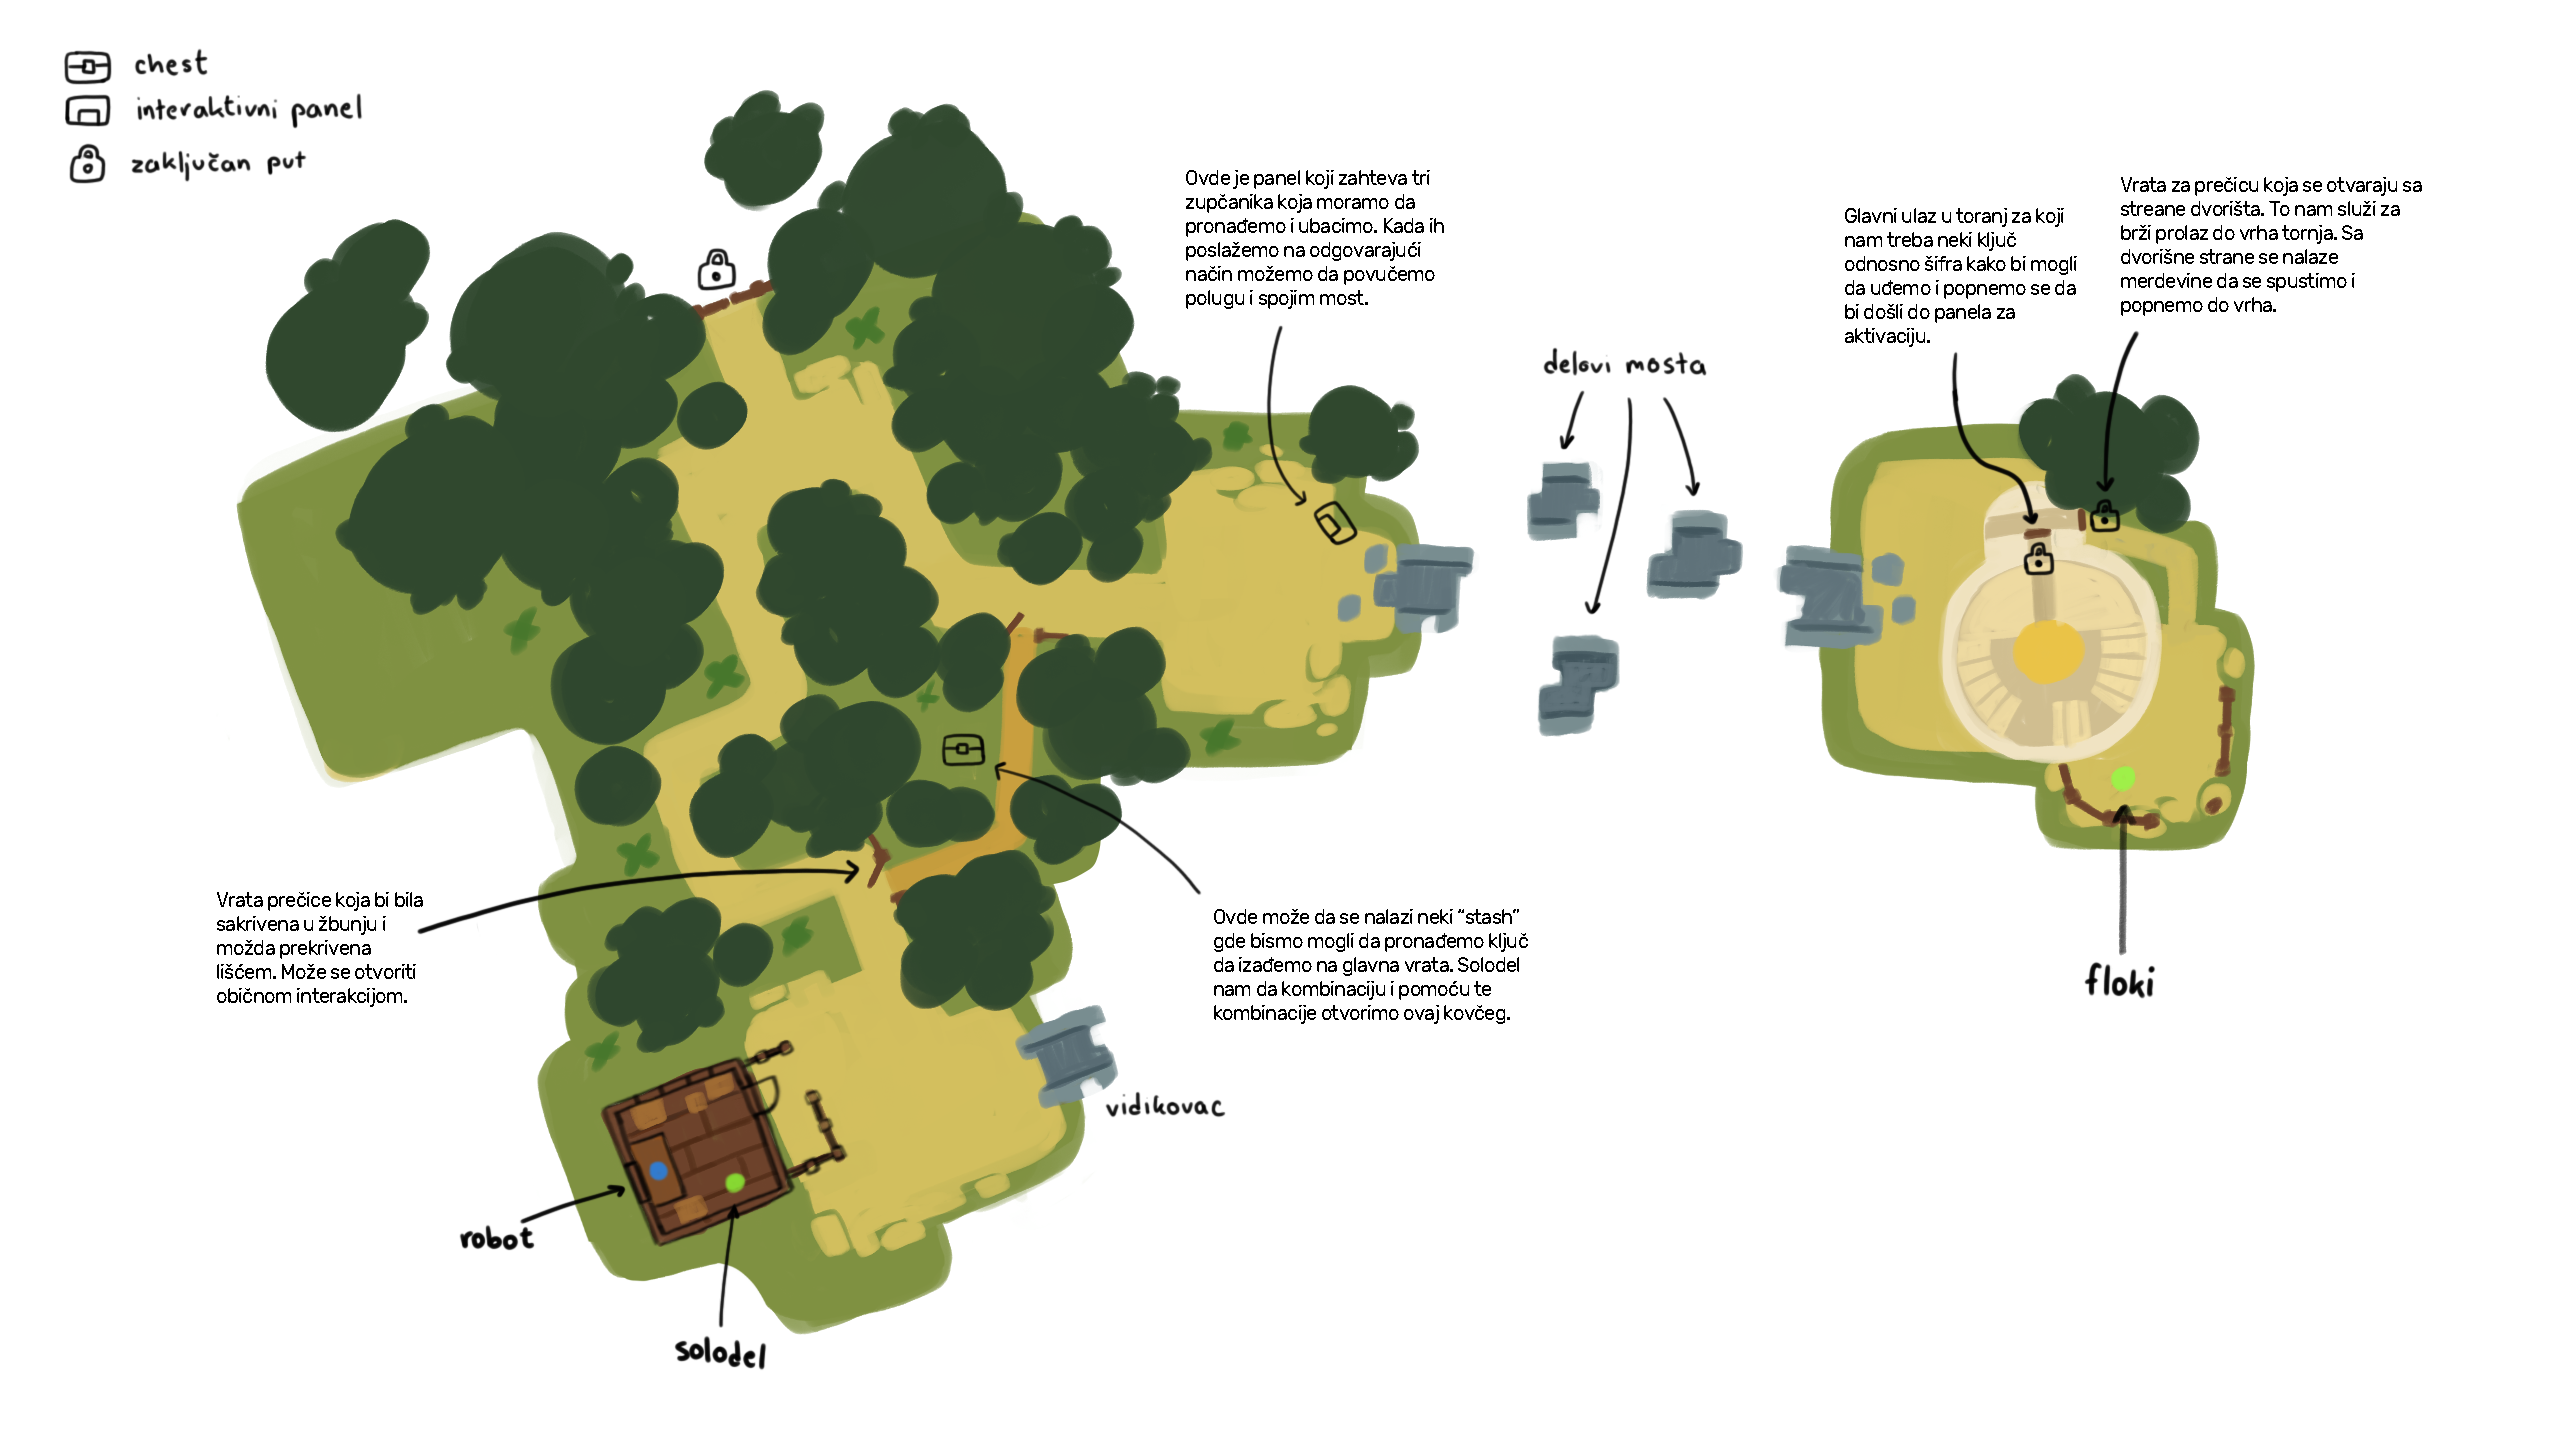 chest
interaktivni panel
zaključan put
Ovde je panel koji zahteva tri
zupčanika koja moramo da
pronađemo i ubacimo. Kada ih
poslažemo na odgovarajući
način možemo da povučemo
polugu i spojim most.
delovi mosta
Glavni ulaz u toranj za koji
nam treba neki ključ
odnosno šifra kako bi mogli
da uđemo i popnemo se da
bi došli do panela za
aktivaciju.
Vrata za prečicu koja se otvaraju sa
streane dvorišta. To nam služi za
brži prolaz do vrha tornja. Sa
dvorišne strane se nalaze
merdevine da se spustimo i
popnemo do vrha.
Vrata prečice koja bi bila
sakrivena u žbunju i
možda prekrivena
lišćem. Može se otvoriti
običnom interakcijom.
Ovde može da se nalazi neki “stash”
gde bismo mogli da pronađemo ključ
da izađemo na glavna vrata. Solodel
nam da kombinaciju i pomoću te
kombinacije otvorimo ovaj kovčeg.
floki
vidikovac
robot
solodel